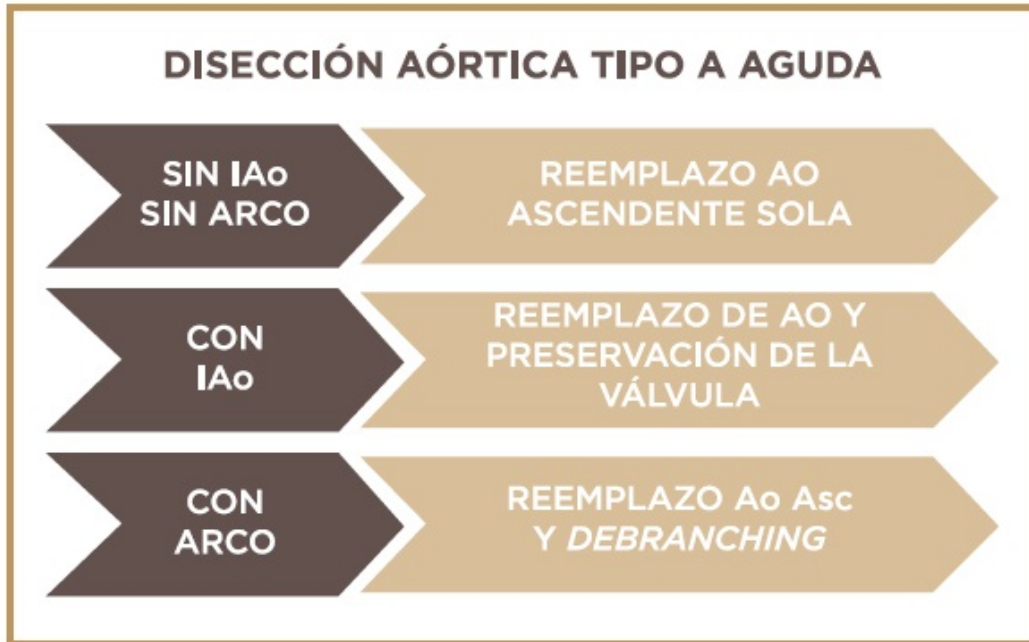 DISECCIÓN AÓRTICA TIPO A AGUDA
SIN IAo
SIN ARCO
REEMPLAZO AO
ASCENDENTE SOLA
CON
IAo
REEMPLAZO DE AO Y
PRESERVACIÓN DE LA
VÁLVULA
CON
ARCO
REEMPLAZO Ao Asc
Y DEBRANCHING